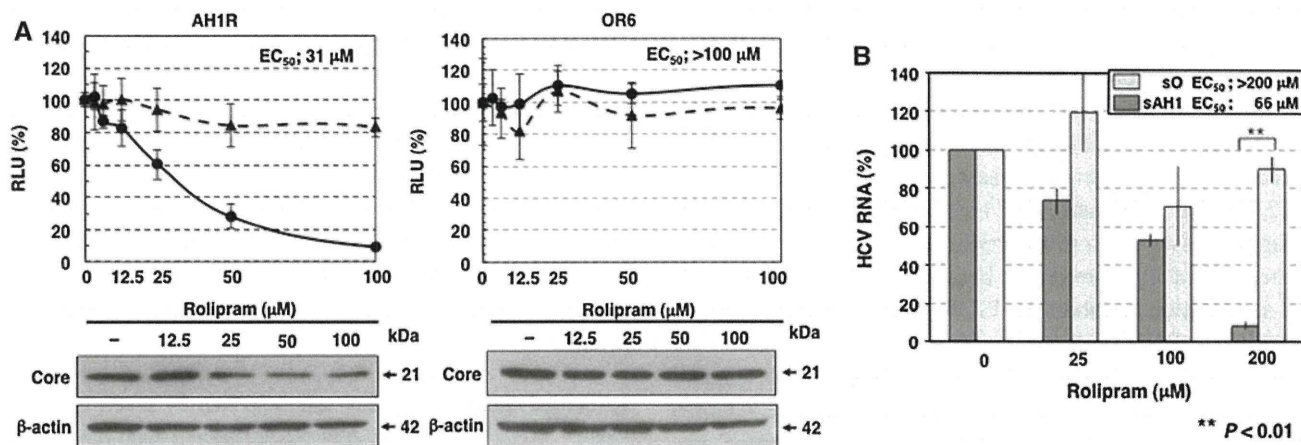 A
AH1R
EC50; 31 μM
RLU (%)
140
120
100
80
60
40
20
0
0 12.5 25 50 100
Rolipram (μM)
OR6
EC50; >100 μM
RLU (%)
140
120
100
80
60
40
20
0
0 12.5 25 50 100
Rolipram (μM)
– 12.5 25 50 100 kDa
Core ← 21
β-actin ← 42
– 12.5 25 50 100 kDa
Core ← 21
β-actin ← 42
B
sO EC50; >200 μM
sAH1 EC50; 66 μM
HCV RNA (%)
140
120
100
80
60
40
20
0
**
0 25 100 200
Rolipram (μM)
** P < 0.01